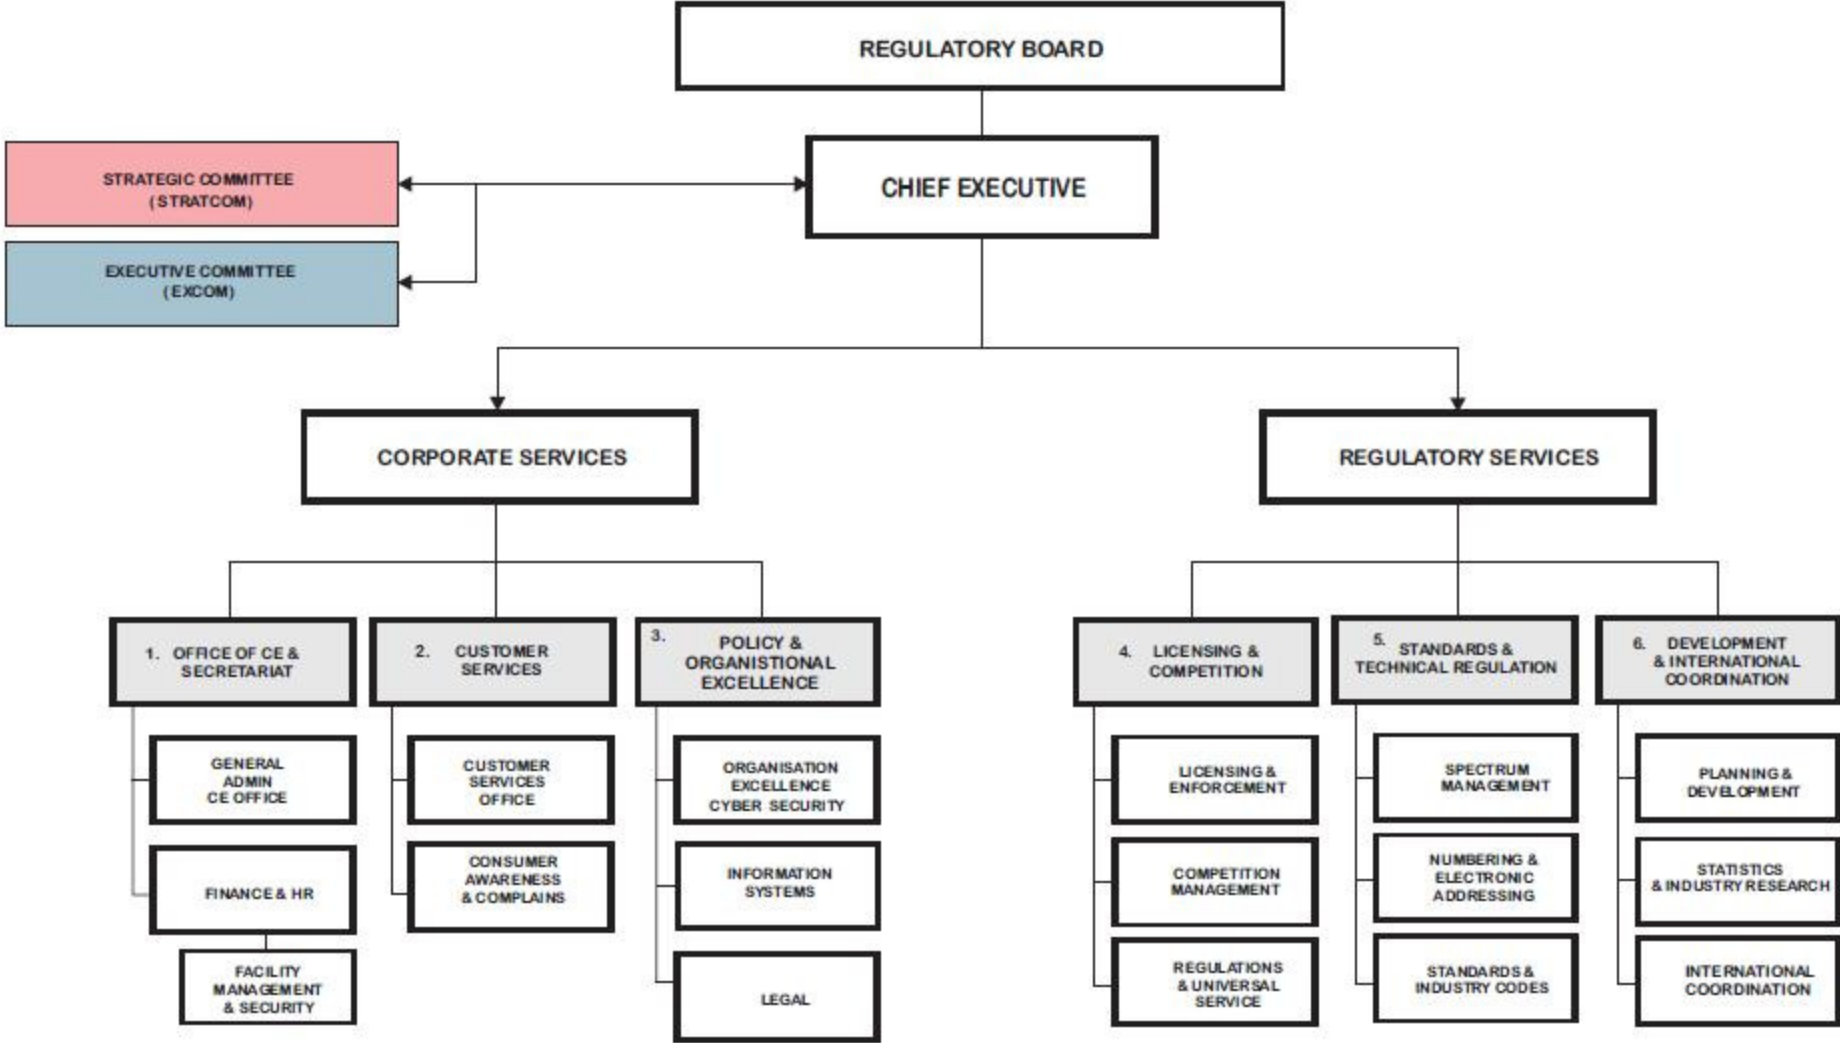 REGULATORY BOARD
CHIEF EXECUTIVE
STRATEGIC COMMITTEE
(STRATCOM)
EXECUTIVE COMMITTEE
(EXCOM)
CORPORATE SERVICES
REGULATORY SERVICES
1. OFFICE OF CE &
SECRETARIAT
2. CUSTOMER
SERVICES
3. POLICY &
ORGANISTIONAL
EXCELLENCE
4. LICENSING &
COMPETITION
5. STANDARDS &
TECHNICAL REGULATION
6. DEVELOPMENT
& INTERNATIONAL
COORDINATION
GENERAL
ADMIN
CE OFFICE
FINANCE & HR
FACILITY
MANAGEMENT
& SECURITY
CUSTOMER
SERVICES
OFFICE
CONSUMER
AWARENESS
& COMPLAINS
ORGANISATION
EXCELLENCE
CYBER SECURITY
INFORMATION
SYSTEMS
LEGAL
LICENSING &
ENFORCEMENT
COMPETITION
MANAGEMENT
REGULATIONS
& UNIVERSAL
SERVICE
SPECTRUM
MANAGEMENT
NUMBERING &
ELECTRONIC
ADDRESSING
STANDARDS &
INDUSTRY CODES
PLANNING &
DEVELOPMENT
STATISTICS
& INDUSTRY RESEARCH
INTERNATIONAL
COORDINATION